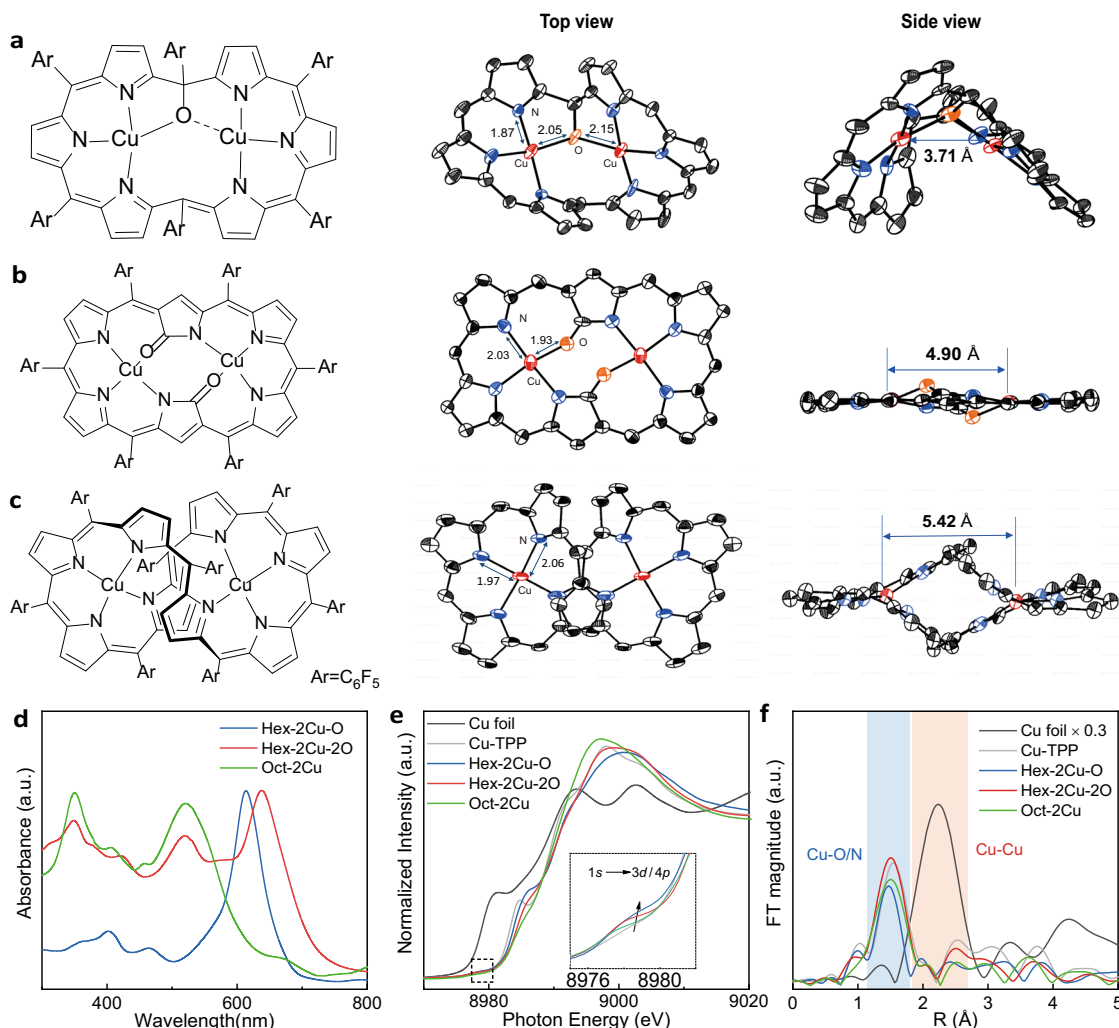 Top view
Side view
a
Ar
Ar
Ar
N
N
O
N
Cu
Cu
N
N
N
Ar
Ar
Ar
N
1.87
2.05
2.15
Cu
O
Cu
3.71 Å
b
Ar
Ar
N
N
N
O
Ar
Cu
Cu
Ar
O
N
N
N
Ar
Ar
N
1.93
O
2.03
Cu
4.90 Å
c
Ar
Ar
N
N
N
Ar
Ar
N
Cu
Cu
N
Ar
Ar
N
N
N
Ar
Ar
Ar=C₆F₅
N
1.97
2.06
Cu
5.42 Å
d
Hex-2Cu-O
Hex-2Cu-2O
Oct-2Cu
Absorbance (a.u.)
400
600
800
Wavelength(nm)
e
Cu foil
Cu-TPP
Hex-2Cu-O
Hex-2Cu-2O
Oct-2Cu
Normalized Intensity (a.u.)
1s → 3d / 4p
8976
8980
8980
9000
9020
Photon Energy (eV)
f
Cu foil × 0.3
Cu-TPP
Hex-2Cu-O
Hex-2Cu-2O
Oct-2Cu
Cu-O/N
Cu-Cu
FT magnitude (a.u.)
0
1
2
3
4
5
R (Å)